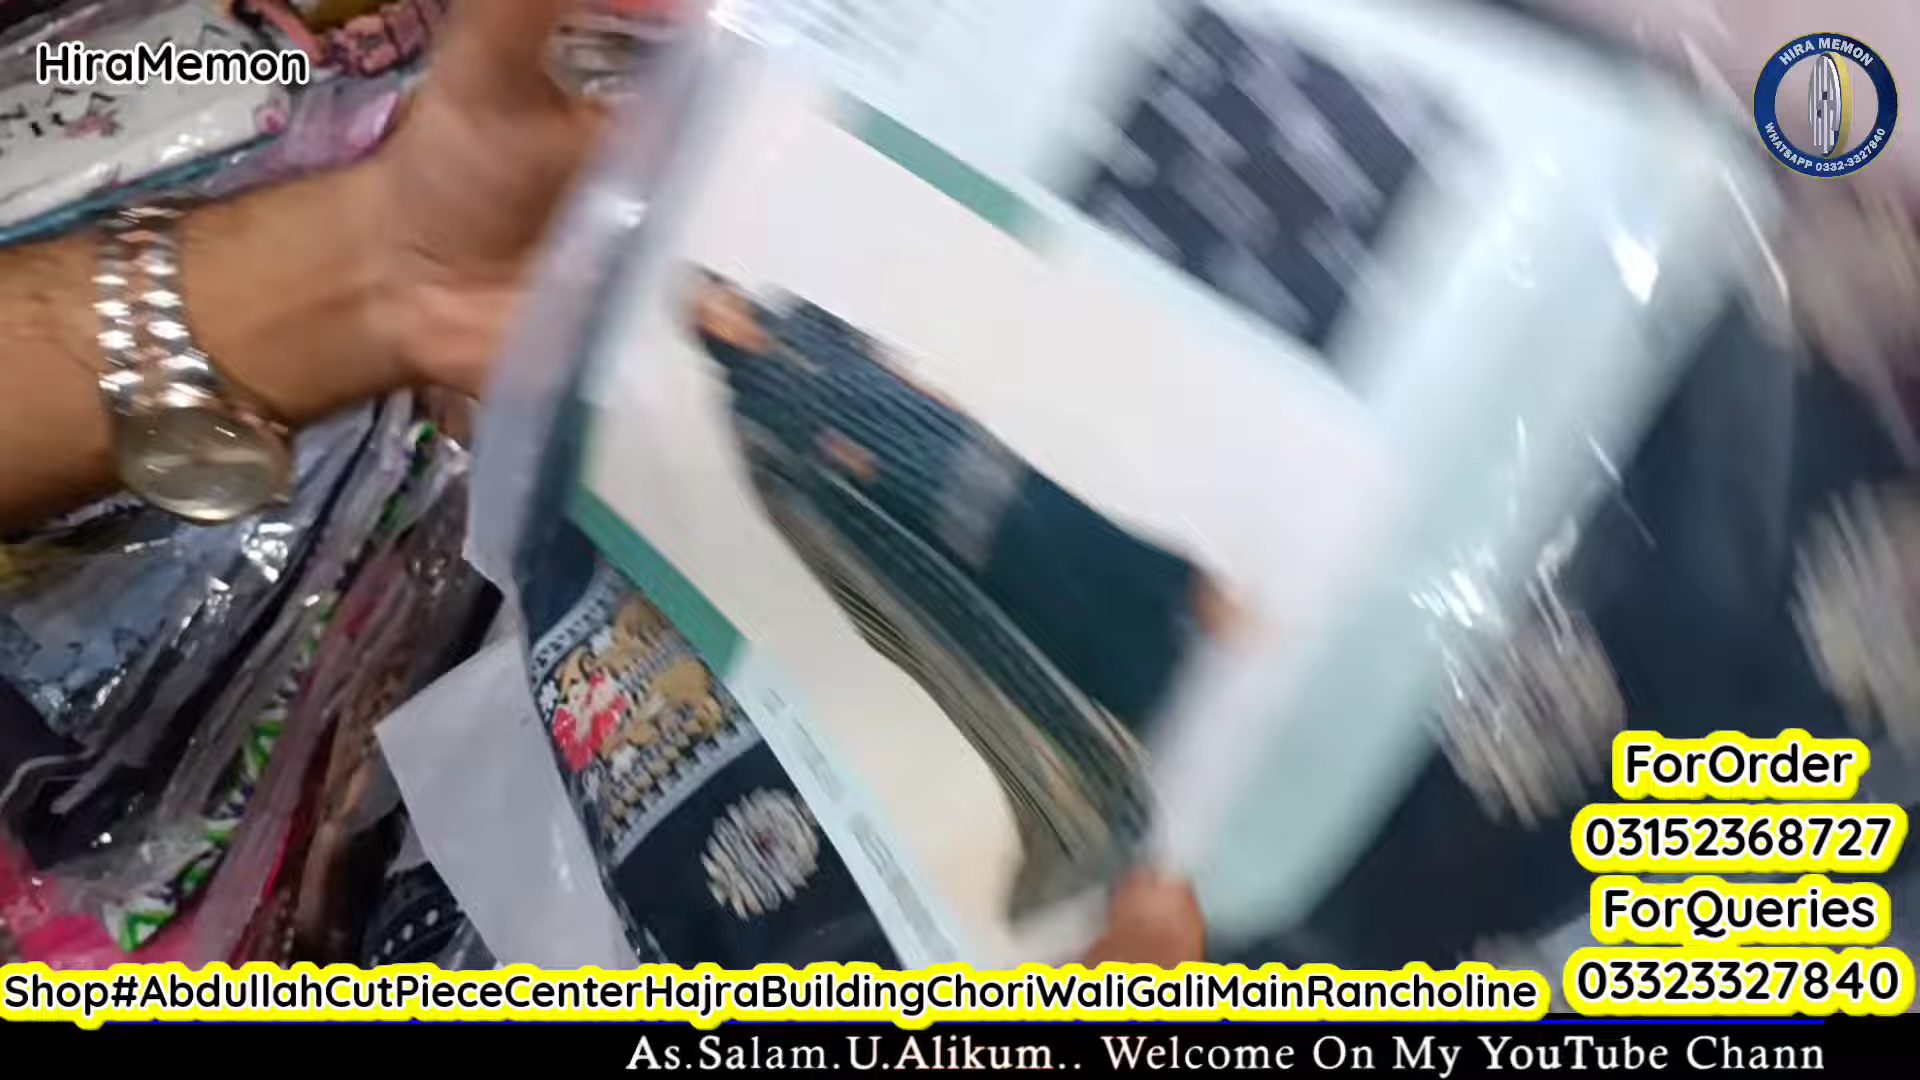 HiraMemon
HIRA MEMON
WHATSAPP 0332-3327840
ForOrder
03152368727
ForQueries
03323327840
Shop#AbdullahCutPieceCenterHajraBuildingChoriWaliGaliMainRancholine
As.Salam.U.Alikum.. Welcome On My YouTube Chann